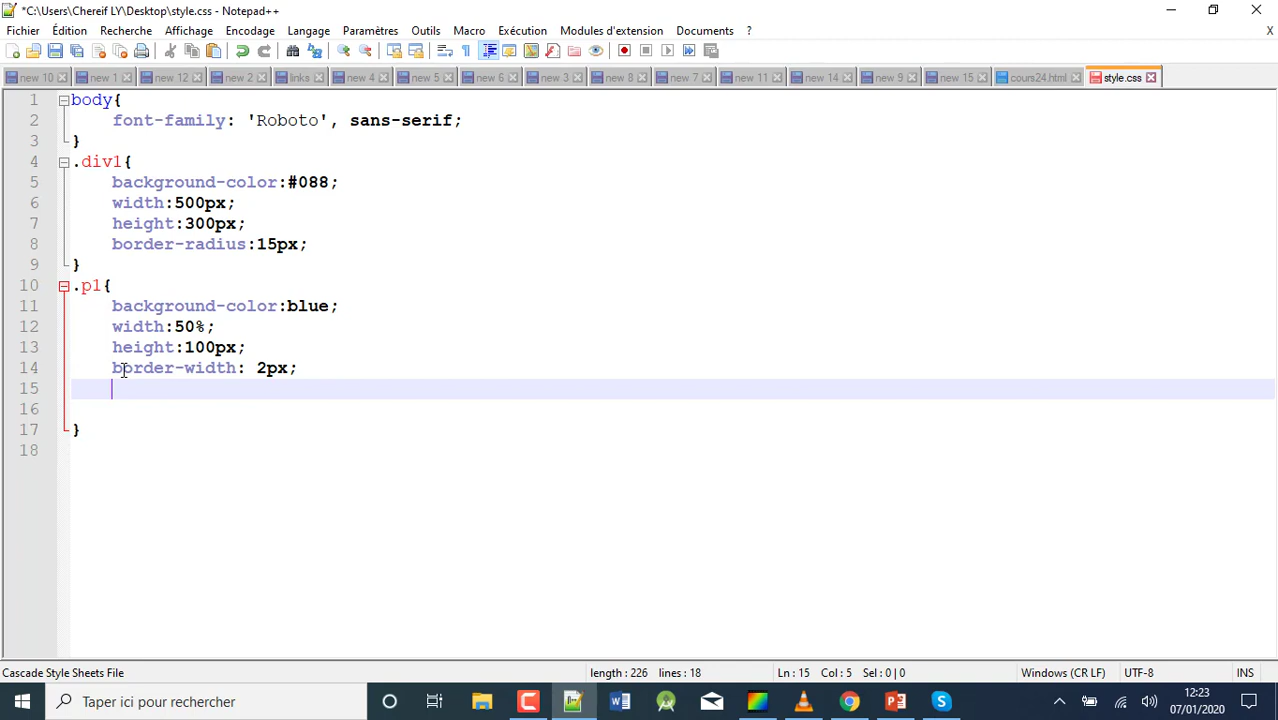 *C:\Users\Chereif LY\Desktop\style.css - Notepad++
Fichier Édition Recherche Affichage Encodage Langage Paramètres Outils Macro Exécution Modules d'extension Documents ? X
new 10 new 1 new 12 new 2 links new 4 new 5 new 6 new 3 new 8 new 7 new 11 new 14 new 9 new 15 cours24.html style.css
1 body{
2 font-family: 'Roboto', sans-serif;
3 }
4 .div1{
5 background-color:#088;
6 width:500px;
7 height:300px;
8 border-radius:15px;
9 }
10 .p1{
11 background-color:blue;
12 width:50%;
13 height:100px;
14 border-width: 2px;
15
16
17 }
18
Cascade Style Sheets File length : 226 lines : 18 Ln : 15 Col : 5 Sel : 0 | 0 Windows (CR LF) UTF-8 INS
Taper ici pour rechercher 12:23
07/01/2020